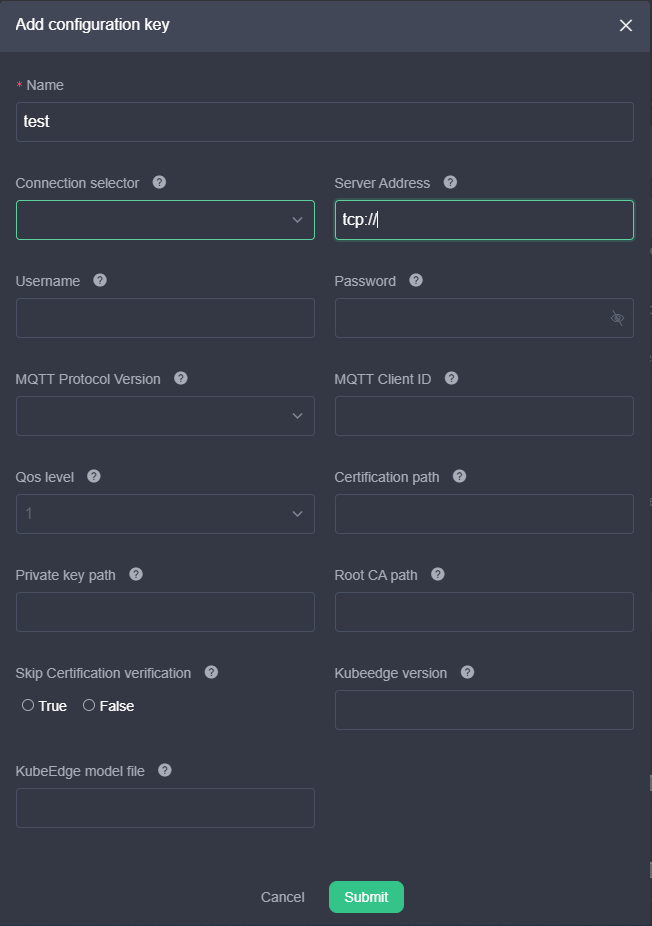 Add configuration key
* Name
test
Connection selector ? Server Address ?
tcp://
Username ? Password ?
MQTT Protocol Version ? MQTT Client ID ?
Qos level ? Certification path ?
1
Private key path ? Root CA path ?
Skip Certification verification ? Kubeedge version ?
True False
KubeEdge model file ?
Cancel Submit